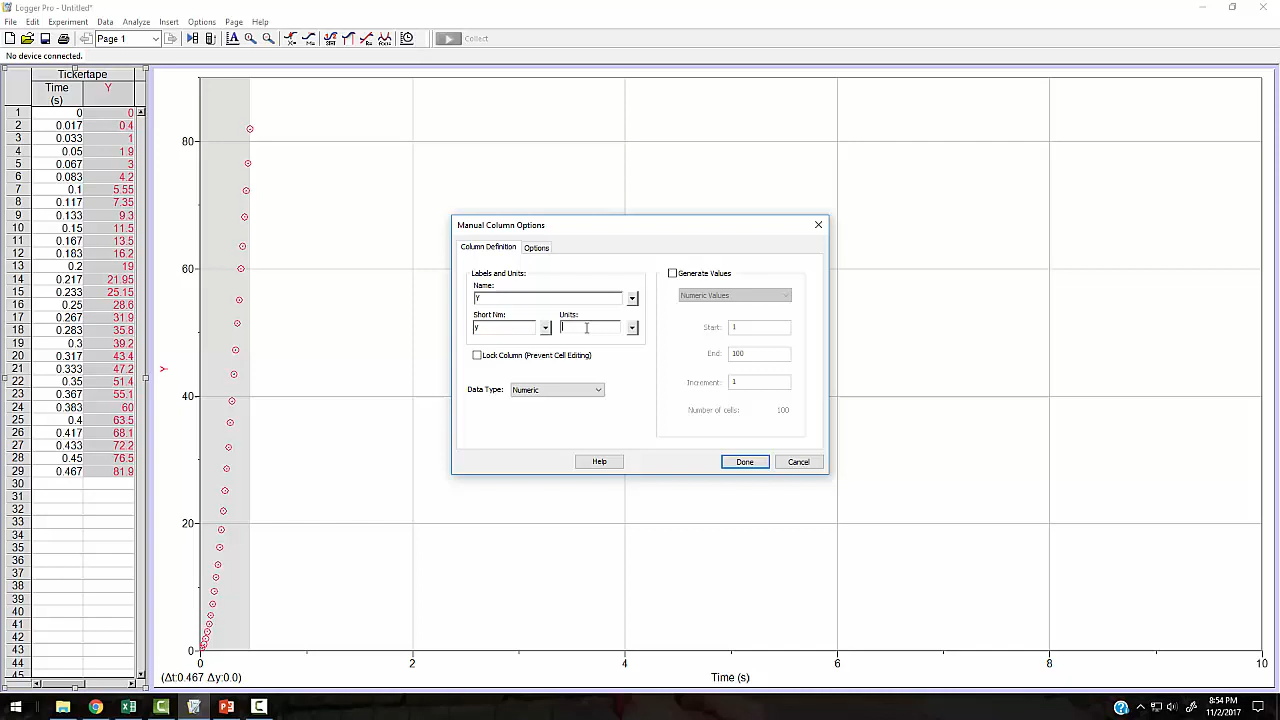 Logger Pro - Untitled*
File Edit Experiment Data Analyze Insert Options Page Help
Page 1
Collect
No device connected.
Tickertape
Time (s) Y
1 0 0
2 0.017 0.4
3 0.033 1
4 0.05 1.9
5 0.067 3
6 0.083 4.2
7 0.1 5.55
8 0.117 7.35
9 0.133 9.3
10 0.15 11.5
11 0.167 13.5
12 0.183 16.2
13 0.2 19
14 0.217 21.95
15 0.233 25.15
16 0.25 28.6
17 0.267 31.9
18 0.283 35.8
19 0.3 39.2
20 0.317 43.4
21 0.333 47.2
22 0.35 51.4
23 0.367 55.1
24 0.383 60
25 0.4 63.5
26 0.417 68.1
27 0.433 72.2
28 0.45 76.5
29 0.467 81.9
30
31
32
33
34
35
36
37
38
39
40
41
42
43
44
45
80
60
40
20
0
Y
0 2 4 6 8 10
Time (s)
(Δt:0.467 Δy:0.0)
Manual Column Options
Column Definition Options
Labels and Units:
Name:
Y
Short Nm: Units:
y
Lock Column (Prevent Cell Editing)
Data Type: Numeric
Generate Values
Numeric Values
Start: 1
End: 100
Increment: 1
Number of cells: 100
Help Done Cancel
8:54 PM
11/2/2017